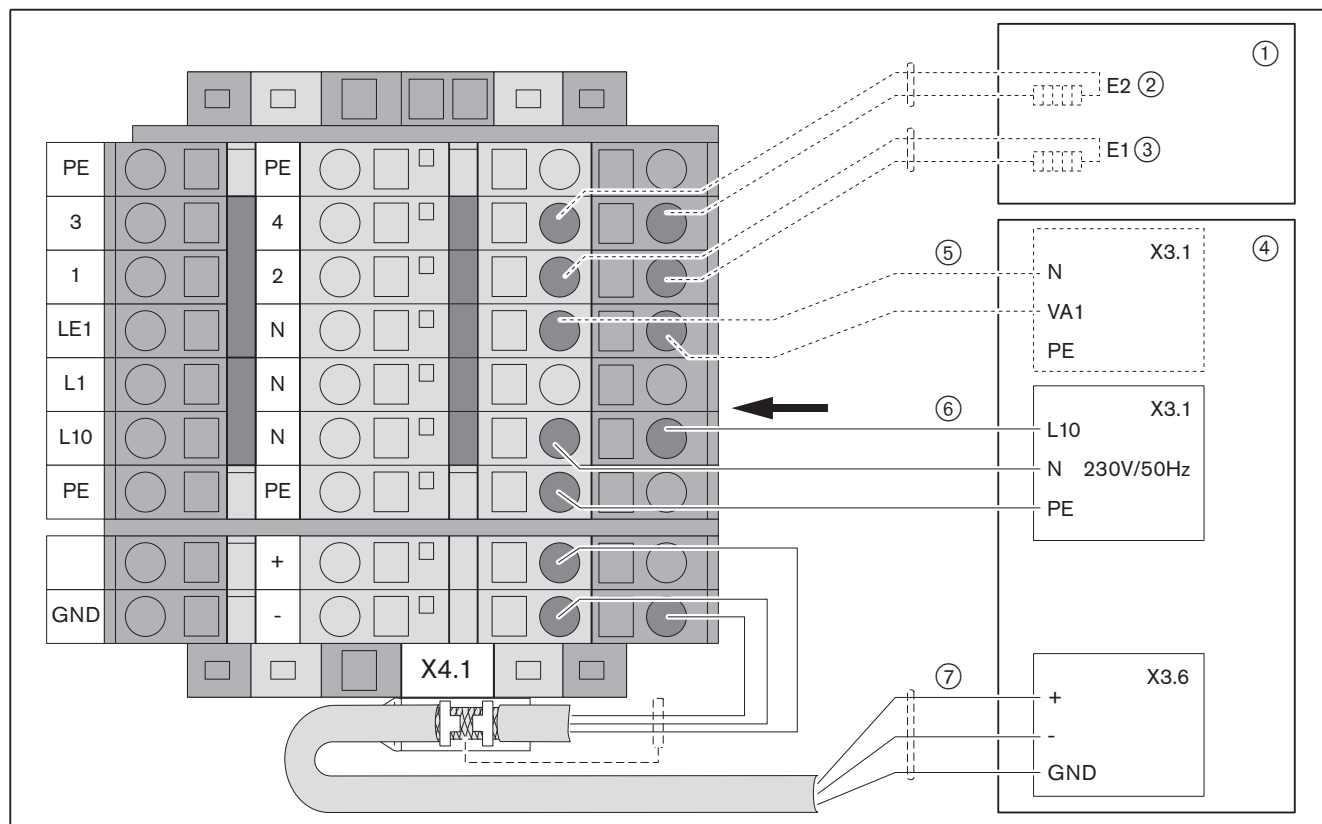 ①
E2 ②
E1 ③
PE PE
3 4
1 2
LE1 N
L1 N
L10 N
PE PE
+
GND -
X4.1
④
⑤
X3.1
N
VA1
PE
⑥
X3.1
L10
N 230V/50Hz
PE
⑦
X3.6
+
-
GND